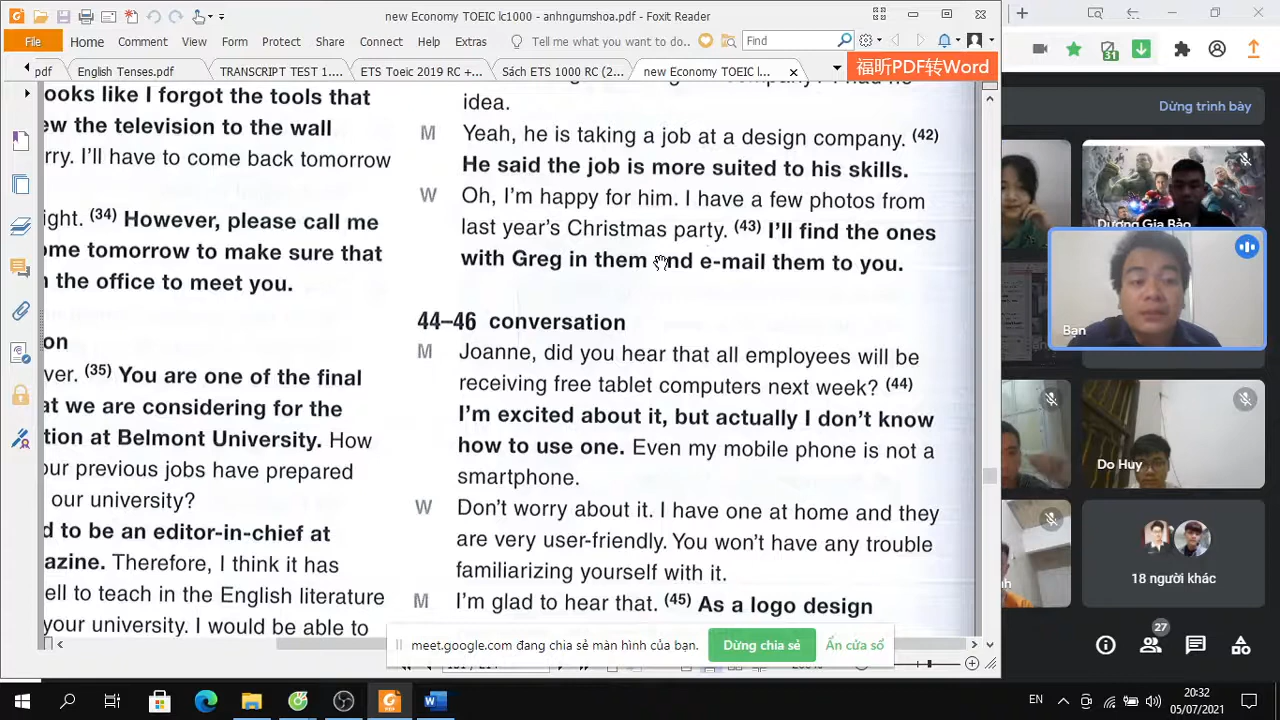 new Economy TOEIC lc1000 - anhngumshoa.pdf - Foxit Reader
File Home Comment View Form Protect Share Connect Help Extras Tell me what you want to do.. Find
pdf English Tenses.pdf TRANSCRIPT TEST 1.... ETS Toeic 2019 RC +... Sách ETS 1000 RC (2... new Economy TOEIC l...
福昕PDF转Word
ooks like I forgot the tools that
ew the television to the wall
rry. I'll have to come back tomorrow
ight. (34) However, please call me
ome tomorrow to make sure that
n the office to meet you.
on
ver. (35) You are one of the final
at we are considering for the
tion at Belmont University. How
our previous jobs have prepared
our university?
d to be an editor-in-chief at
azine. Therefore, I think it has
ell to teach in the English literature
your university. I would be able to
idea.
M Yeah, he is taking a job at a design company. (42)
He said the job is more suited to his skills.
W Oh, I'm happy for him. I have a few photos from
last year's Christmas party. (43) I'll find the ones
with Greg in them and e-mail them to you.
44–46 conversation
M Joanne, did you hear that all employees will be
receiving free tablet computers next week? (44)
I'm excited about it, but actually I don't know
how to use one. Even my mobile phone is not a
smartphone.
W Don't worry about it. I have one at home and they
are very user-friendly. You won't have any trouble
familiarizing yourself with it.
M I'm glad to hear that. (45) As a logo design
meet.google.com đang chia sẻ màn hình của bạn. Dừng chia sẻ Ẩn cửa sổ
31
Dừng trình bày
Dương Gia Bảo
Bạn
Do Huy
18 người khác
27
EN
20:32
05/07/2021